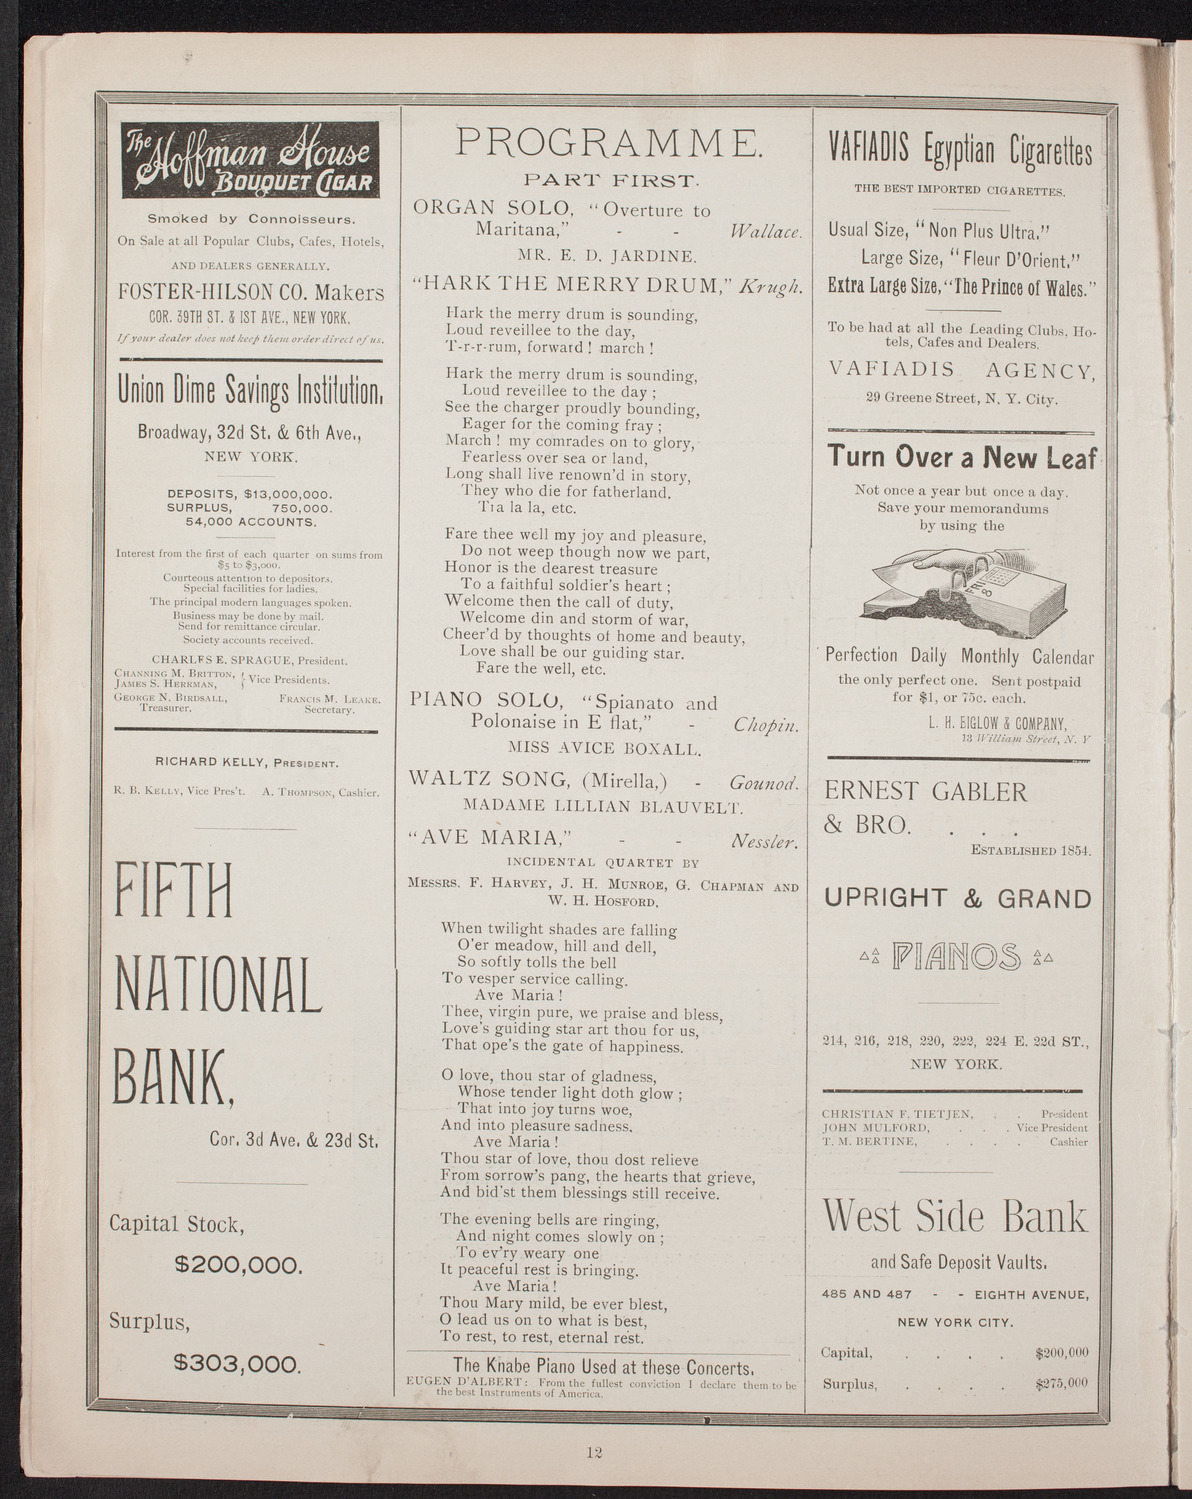 The Hoffman House
BOUQUET CIGAR
Smoked by Connoisseurs.
On Sale at all Popular Clubs, Cafes, Hotels,
AND DEALERS GENERALLY.
FOSTER-HILSON CO. Makers
COR. 39TH ST. & 1ST AVE., NEW YORK.
If your dealer does not keep them order direct of us.
Union Dime Savings Institution,
Broadway, 32d St. & 6th Ave.,
NEW YORK.
DEPOSITS, $13,000,000.
SURPLUS, 750,000.
54,000 ACCOUNTS.
Interest from the first of each quarter on sums from
$5 to $3,000.
Courteous attention to depositors.
Special facilities for ladies.
The principal modern languages spoken.
Business may be done by mail.
Send for remittance circular.
Society accounts received.
CHARLES E. SPRAGUE, President.
CHANNING M. BRITTON,
JAMES S. HERRMAN, } Vice Presidents.
GEORGE N. BIRDSALL, FRANCIS M. LEAKE.
Treasurer. Secretary.
RICHARD KELLY, PRESIDENT.
R. B. KELLY, Vice Pres't. A. THOMPSON, Cashier.
FIFTH
NATIONAL
BANK,
Cor. 3d Ave. & 23d St.
Capital Stock,
$200,000.
Surplus,
$303,000.
PROGRAMME.
PART FIRST.
ORGAN SOLO, "Overture to
Maritana," - - Wallace.
MR. E. D. JARDINE.
"HARK THE MERRY DRUM," Krugh.
Hark the merry drum is sounding,
Loud reveillee to the day,
T-r-r-rum, forward ! march !
Hark the merry drum is sounding,
Loud reveillee to the day ;
See the charger proudly bounding,
Eager for the coming fray ;
March ! my comrades on to glory,
Fearless over sea or land,
Long shall live renown'd in story,
They who die for fatherland.
Tia la la, etc.
Fare thee well my joy and pleasure,
Do not weep though now we part,
Honor is the dearest treasure
To a faithful soldier's heart ;
Welcome then the call of duty,
Welcome din and storm of war,
Cheer'd by thoughts of home and beauty,
Love shall be our guiding star.
Fare the well, etc.
PIANO SOLO, "Spianato and
Polonaise in E flat," - Chopin.
MISS AVICE BOXALL.
WALTZ SONG, (Mirella,) - Gounod.
MADAME LILLIAN BLAUVELT.
"AVE MARIA," - - Nessler.
INCIDENTAL QUARTET BY
MESSRS. F. HARVEY, J. H. MUNROE, G. CHAPMAN AND
W. H. HOSFORD.
When twilight shades are falling
O'er meadow, hill and dell,
So softly tolls the bell
To vesper service calling.
Ave Maria !
Thee, virgin pure, we praise and bless,
Love's guiding star art thou for us,
That ope's the gate of happiness.
O love, thou star of gladness,
Whose tender light doth glow ;
That into joy turns woe,
And into pleasure sadness.
Ave Maria !
Thou star of love, thou dost relieve
From sorrow's pang, the hearts that grieve,
And bid'st them blessings still receive.
The evening bells are ringing,
And night comes slowly on ;
To ev'ry weary one
It peaceful rest is bringing.
Ave Maria !
Thou Mary mild, be ever blest,
O lead us on to what is best,
To rest, to rest, eternal rest.
The Knabe Piano Used at these Concerts.
EUGEN D'ALBERT: From the fullest conviction I declare them to be
the best Instruments of America.
VAFIADIS Egyptian Cigarettes
THE BEST IMPORTED CIGARETTES.
Usual Size, "Non Plus Ultra."
Large Size, "Fleur D'Orient."
Extra Large Size, "The Prince of Wales."
To be had at all the Leading Clubs, Ho-
tels, Cafes and Dealers.
VAFIADIS AGENCY,
29 Greene Street, N. Y. City.
Turn Over a New Leaf
Not once a year but once a day.
Save your memorandums
by using the
FRI
8
Perfection Daily Monthly Calendar
the only perfect one. Sent postpaid
for $1, or 75c. each.
L. H. BIGLOW & COMPANY,
13 William Street, N. Y
ERNEST GABLER
& BRO. . . .
ESTABLISHED 1854.
UPRIGHT & GRAND
PIANOS
214, 216, 218, 220, 222, 224 E. 22d ST.,
NEW YORK.
CHRISTIAN F. TIETJEN, . . President
JOHN MULFORD, . . . Vice President
T. M. BERTINE, . . . . Cashier
West Side Bank
and Safe Deposit Vaults.
485 AND 487 - - EIGHTH AVENUE,
NEW YORK CITY.
Capital, . . . . $200,000
Surplus, . . . . $275,000
12